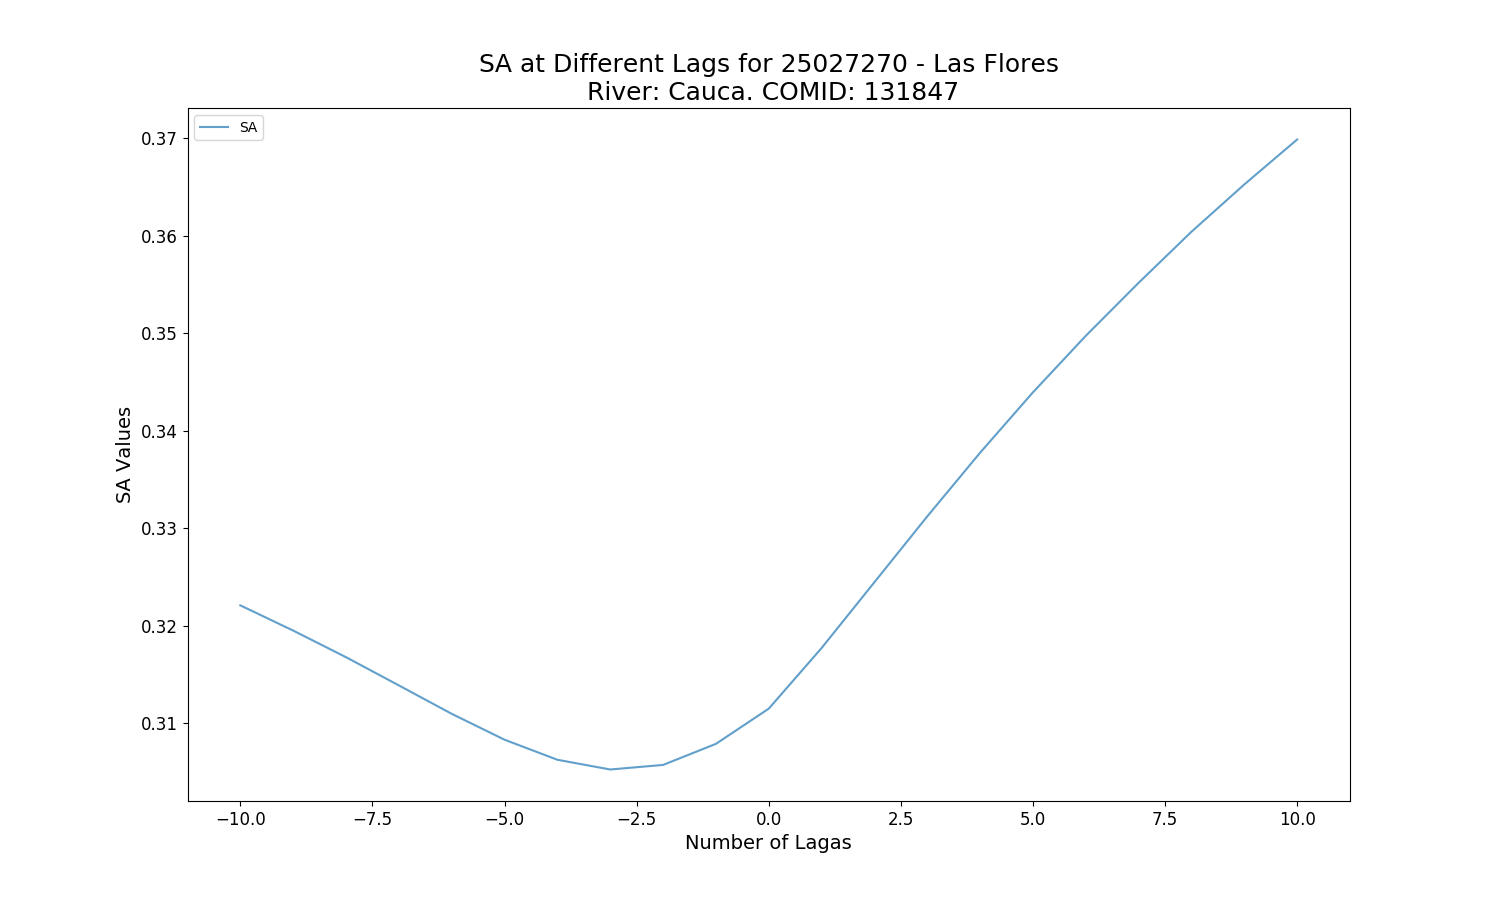 SA at Different Lags for 25027270 - Las Flores
River: Cauca. COMID: 131847
SA
0.37
0.36
0.35
0.34
0.33
0.32
0.31
SA Values
−10.0 −7.5 −5.0 −2.5 0.0 2.5 5.0 7.5 10.0
Number of Lagas